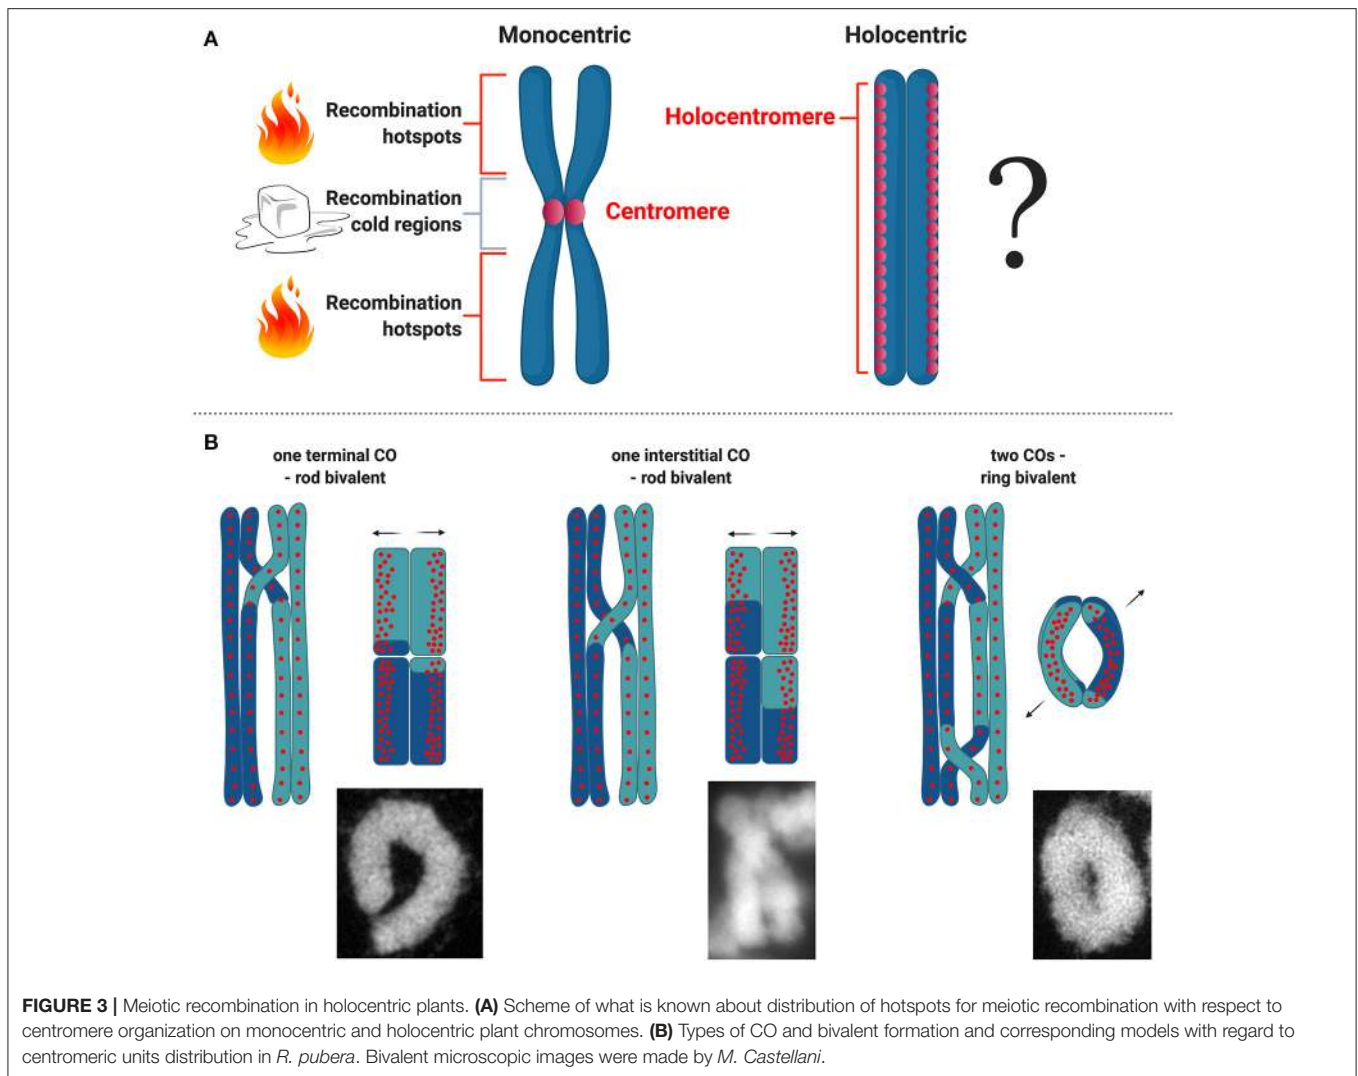 A
Monocentric
Holocentric
Recombination
hotspots
Recombination
cold regions
Recombination
hotspots
Centromere
Holocentromere
?
B
one terminal CO
- rod bivalent
one interstitial CO
- rod bivalent
two COs -
ring bivalent
FIGURE 3 | Meiotic recombination in holocentric plants. (A) Scheme of what is known about distribution of hotspots for meiotic recombination with respect to
centromere organization on monocentric and holocentric plant chromosomes. (B) Types of CO and bivalent formation and corresponding models with regard to
centromeric units distribution in R. pubera. Bivalent microscopic images were made by M. Castellani.